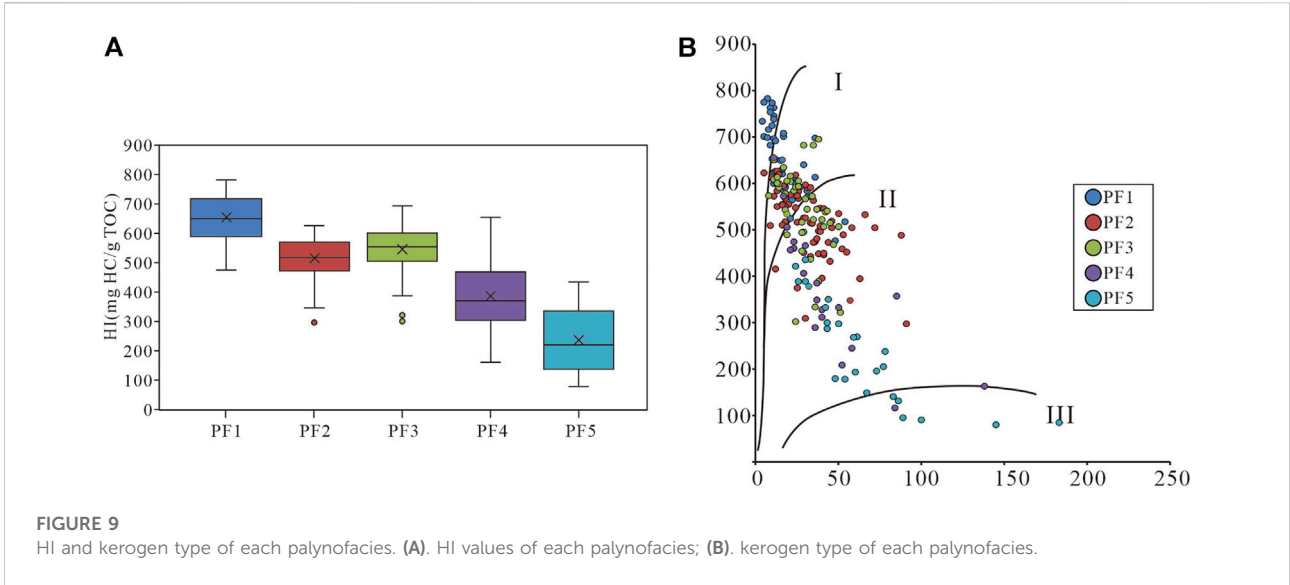 A
HI(mg HC/g TOC)
900
800
700
600
500
400
300
200
100
0
PF1 PF2 PF3 PF4 PF5
B
900
800
700
600
500
400
300
200
100
0 50 100 150 200 250
I
II
III
PF1
PF2
PF3
PF4
PF5
FIGURE 9
HI and kerogen type of each palynofacies. (A). HI values of each palynofacies; (B). kerogen type of each palynofacies.